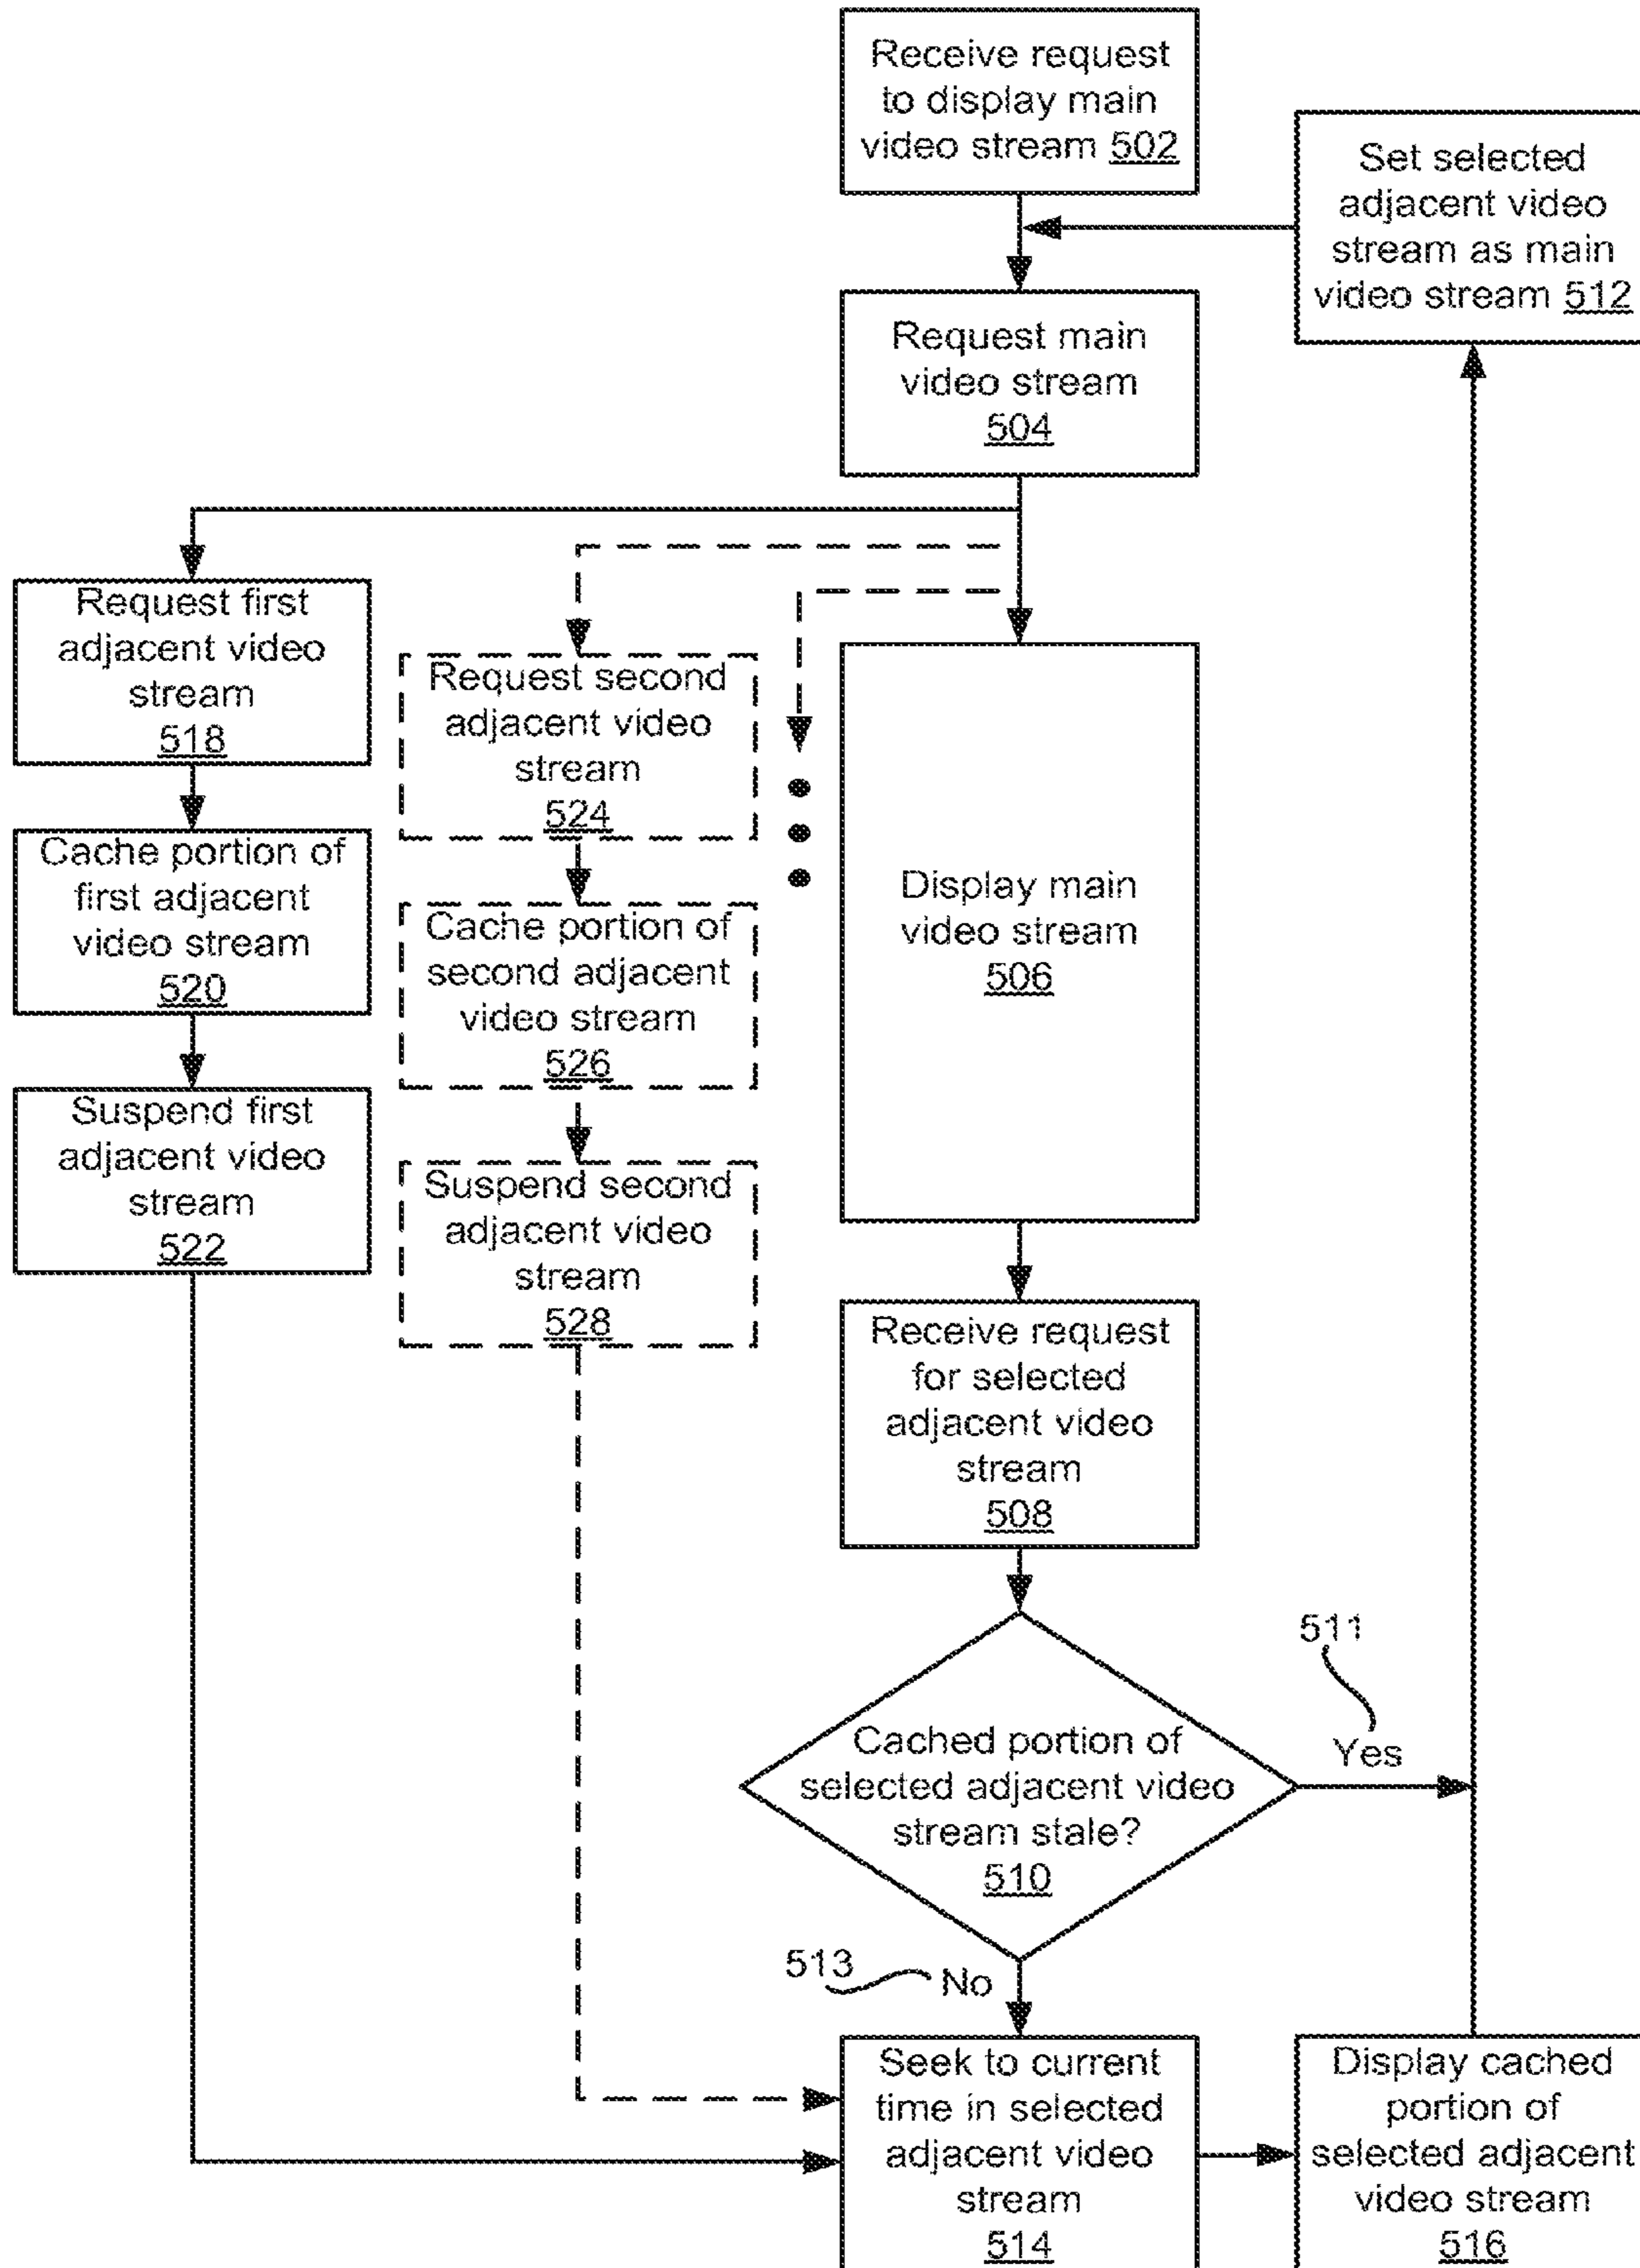 Receive request
to display main
video stream 502
Set selected
adjacent video
stream as main
video stream 512
Request main
video stream
504
Request first
adjacent video
stream
518
Request second
adjacent video
stream
524
Cache portion of
first adjacent
video stream
520
Cache portion of
second adjacent
video stream
526
Display main
video stream
506
Suspend first
adjacent video
stream
522
Suspend second
adjacent video
stream
528
Receive request
for selected
adjacent video
stream
508
511
Yes
Cached portion of
selected adjacent video
stream stale?
510
513
No
Seek to current
time in selected
adjacent video
stream
514
Display cached
portion of
selected adjacent
video stream
516